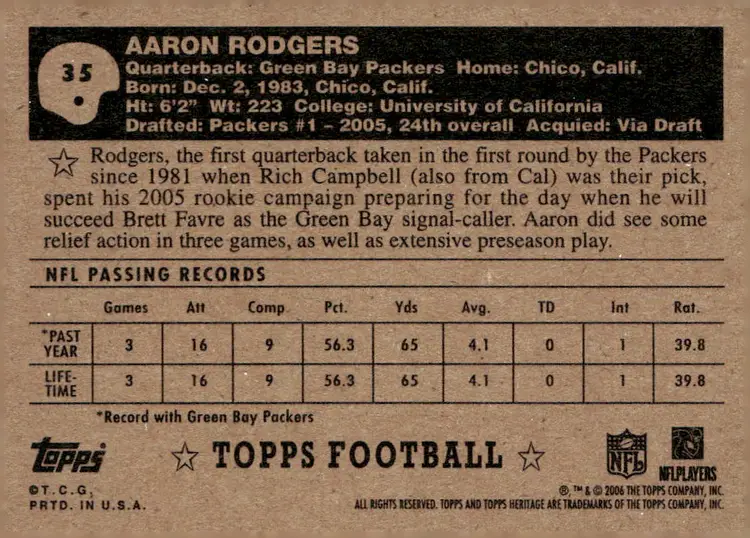 35
AARON RODGERS
Quarterback: Green Bay Packers Home: Chico, Calif.
Born: Dec. 2, 1983, Chico, Calif.
Ht: 6'2" Wt: 223 College: University of California
Drafted: Packers #1 – 2005, 24th overall Acquied: Via Draft
Rodgers, the first quarterback taken in the first round by the Packers
since 1981 when Rich Campbell (also from Cal) was their pick,
spent his 2005 rookie campaign preparing for the day when he will
succeed Brett Favre as the Green Bay signal-caller. Aaron did see some
relief action in three games, as well as extensive preseason play.
NFL PASSING RECORDS
Games Att Comp Pct. Yds Avg. TD Int Rat.
*PAST YEAR 3 16 9 56.3 65 4.1 0 1 39.8
LIFE-TIME 3 16 9 56.3 65 4.1 0 1 39.8
*Record with Green Bay Packers
Topps ☆ TOPPS FOOTBALL ☆ NFL NFLPLAYERS
©T.C.G,
PRTD. IN U.S.A.
®, ™ & © 2006 THE TOPPS COMPANY, INC.
ALL RIGHTS RESERVED. TOPPS AND TOPPS HERITAGE ARE TRADEMARKS OF THE TOPPS COMPANY, INC.